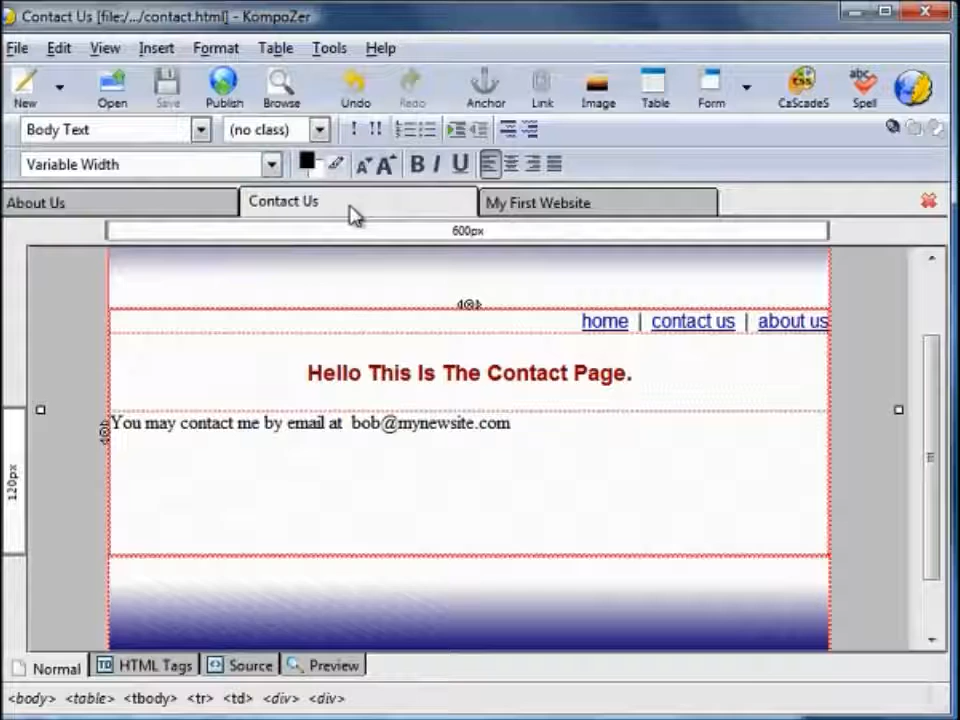 Contact Us [file:/.../contact.html] - KompoZer
File Edit View Insert Format Table Tools Help
New Open Save Publish Browse Undo Redo Anchor Link Image Table Form CaScadeS Spell
Body Text (no class) ! !!
Variable Width A A B I U
About Us Contact Us My First Website
600px
home | contact us | about us
Hello This Is The Contact Page.
You may contact me by email at bob@mynewsite.com
120px
Normal TD HTML Tags <> Source Preview
<body> <table> <tbody> <tr> <td> <div> <div>